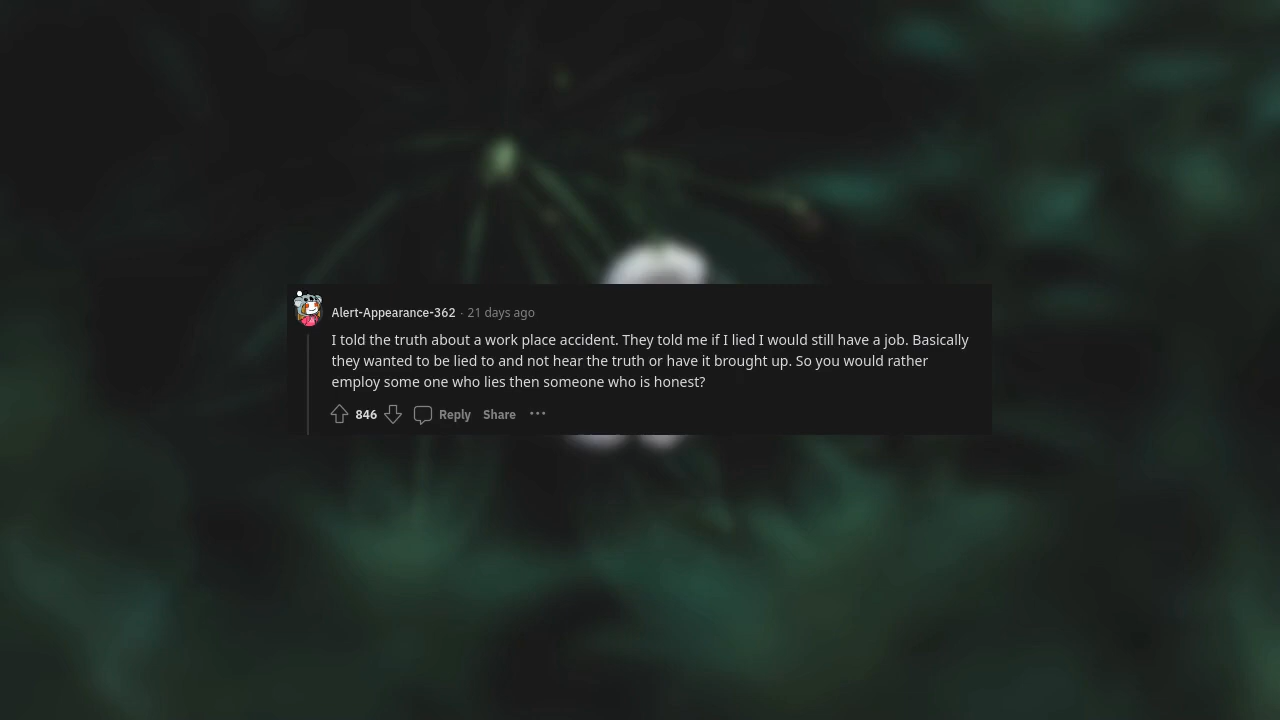 Alert-Appearance-362 · 21 days ago
I told the truth about a work place accident. They told me if I lied I would still have a job. Basically
they wanted to be lied to and not hear the truth or have it brought up. So you would rather
employ some one who lies then someone who is honest?
846 Reply Share ···